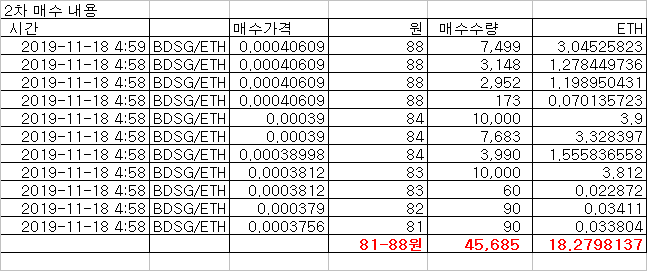 2차 매수 내용
시간 매수가격 원 매수수량 ETH
2019-11-18 4:59 BDSG/ETH 0,00040609 88 7,499 3,04525823
2019-11-18 4:58 BDSG/ETH 0,00040609 88 3,148 1,278449736
2019-11-18 4:58 BDSG/ETH 0,00040609 88 2,952 1,198950431
2019-11-18 4:58 BDSG/ETH 0,00040609 88 173 0,070135723
2019-11-18 4:58 BDSG/ETH 0,00039 84 10,000 3,9
2019-11-18 4:58 BDSG/ETH 0,00039 84 7,683 3,328397
2019-11-18 4:58 BDSG/ETH 0,00038998 84 3,990 1,555836558
2019-11-18 4:58 BDSG/ETH 0,0003812 83 10,000 3,812
2019-11-18 4:58 BDSG/ETH 0,0003812 83 60 0,022872
2019-11-18 4:58 BDSG/ETH 0,000379 82 90 0,03411
2019-11-18 4:58 BDSG/ETH 0,0003756 81 90 0,033804
81-88원 45,685 18,2798137